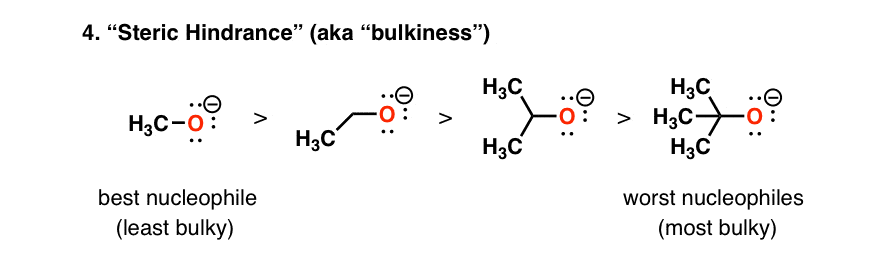 4. “Steric Hindrance” (aka “bulkiness”)
H₃C–O > H₃C O > H₃C H₃C O > H₃C H₃C H₃C O
best nucleophile
(least bulky)
worst nucleophiles
(most bulky)